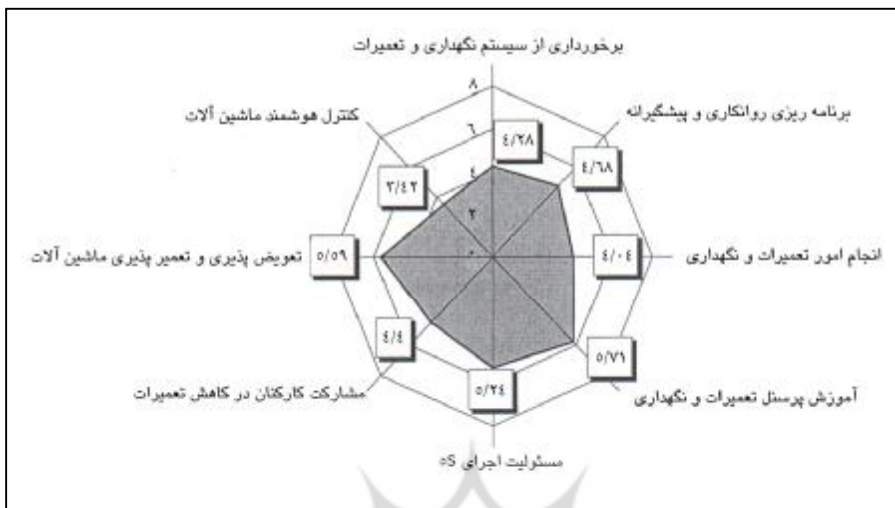 برخورداری از سیستم نگهداری و تعمیرات
برنامه ریزی روانکاری و پیشگیرانه
کنترل هوشمند ماشین آلات
۸
۶
۴
۲
۰
۴/۲۸
۴/۶۸
۳/۴۲
انجام امور تعمیرات و نگهداری
۴/۰۴
۵/۵۹
تعویض پذیری و تعمیر پذیری ماشین آلات
۵/۷۱
۴/۴
۵/۲۴
آموزش پرسنل تعمیرات و نگهداری
مشارکت کارکنان در کاهش تعمیرات
مسئولیت اجرای ۵S